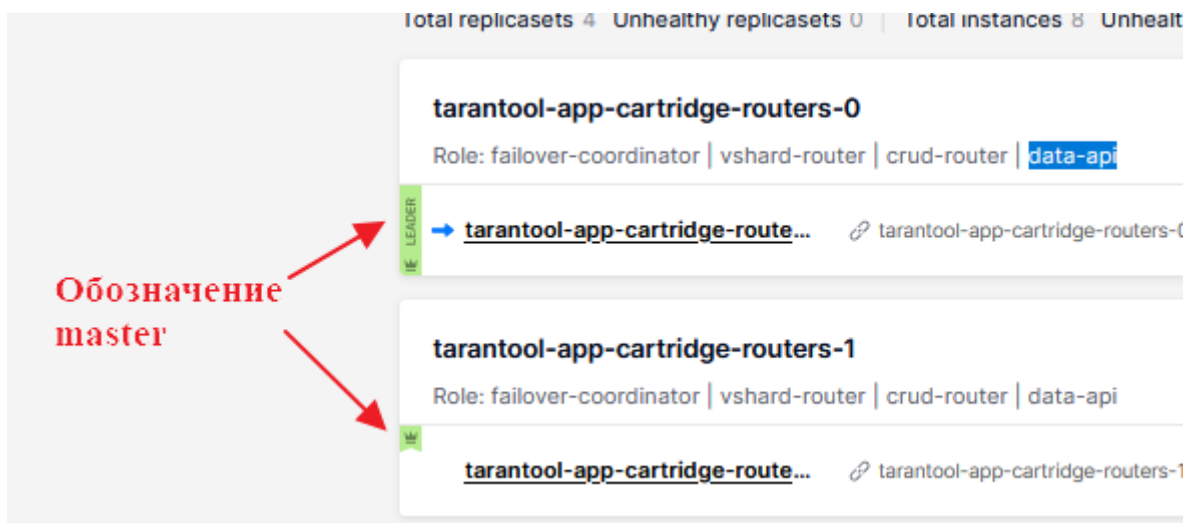 Total replicasets 4 Unhealthy replicasets 0 Total instances 8 Unhealt
tarantool-app-cartridge-routers-0
Role: failover-coordinator | vshard-router | crud-router | data-api
LEADER
tarantool-app-cartridge-route... tarantool-app-cartridge-routers-0
Обозначение
master
tarantool-app-cartridge-routers-1
Role: failover-coordinator | vshard-router | crud-router | data-api
tarantool-app-cartridge-route... tarantool-app-cartridge-routers-1